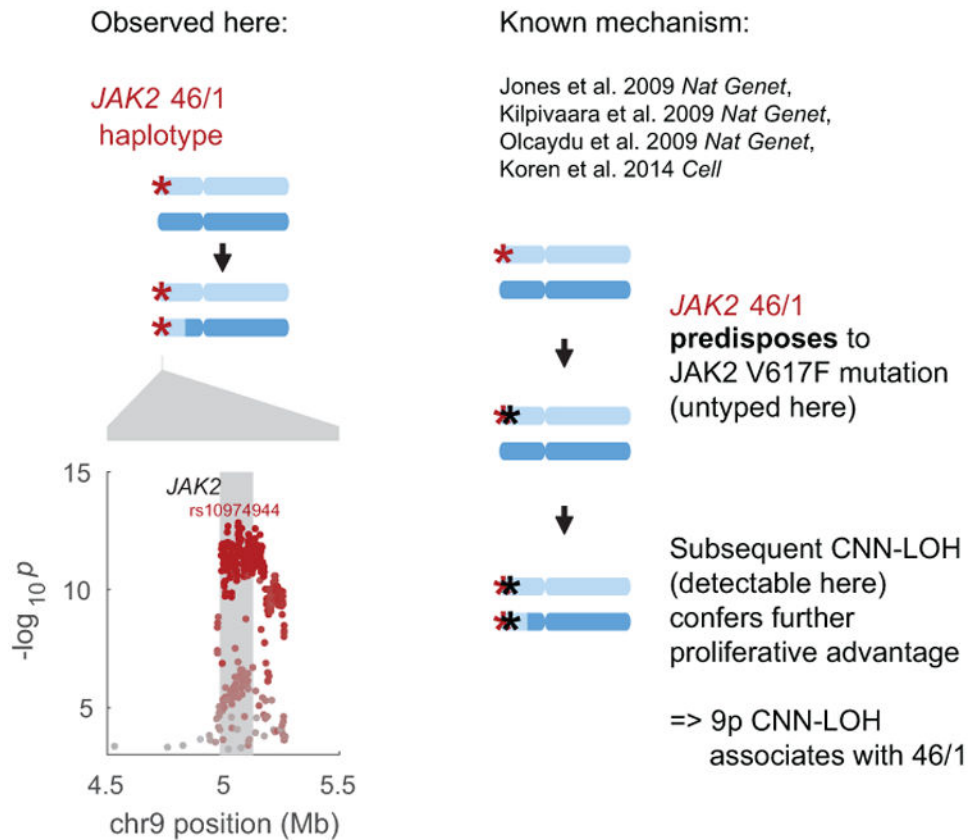 Observed here:
JAK2 46/1
haplotype
*
*
*
15
10
5
-log10p
JAK2
rs10974944
4.5 5 5.5
chr9 position (Mb)
Known mechanism:
Jones et al. 2009 Nat Genet,
Kilpivaara et al. 2009 Nat Genet,
Olcaydu et al. 2009 Nat Genet,
Koren et al. 2014 Cell
*
**
**
**
JAK2 46/1
predisposes to
JAK2 V617F mutation
(untyped here)
Subsequent CNN-LOH
(detectable here)
confers further
proliferative advantage
=> 9p CNN-LOH
associates with 46/1